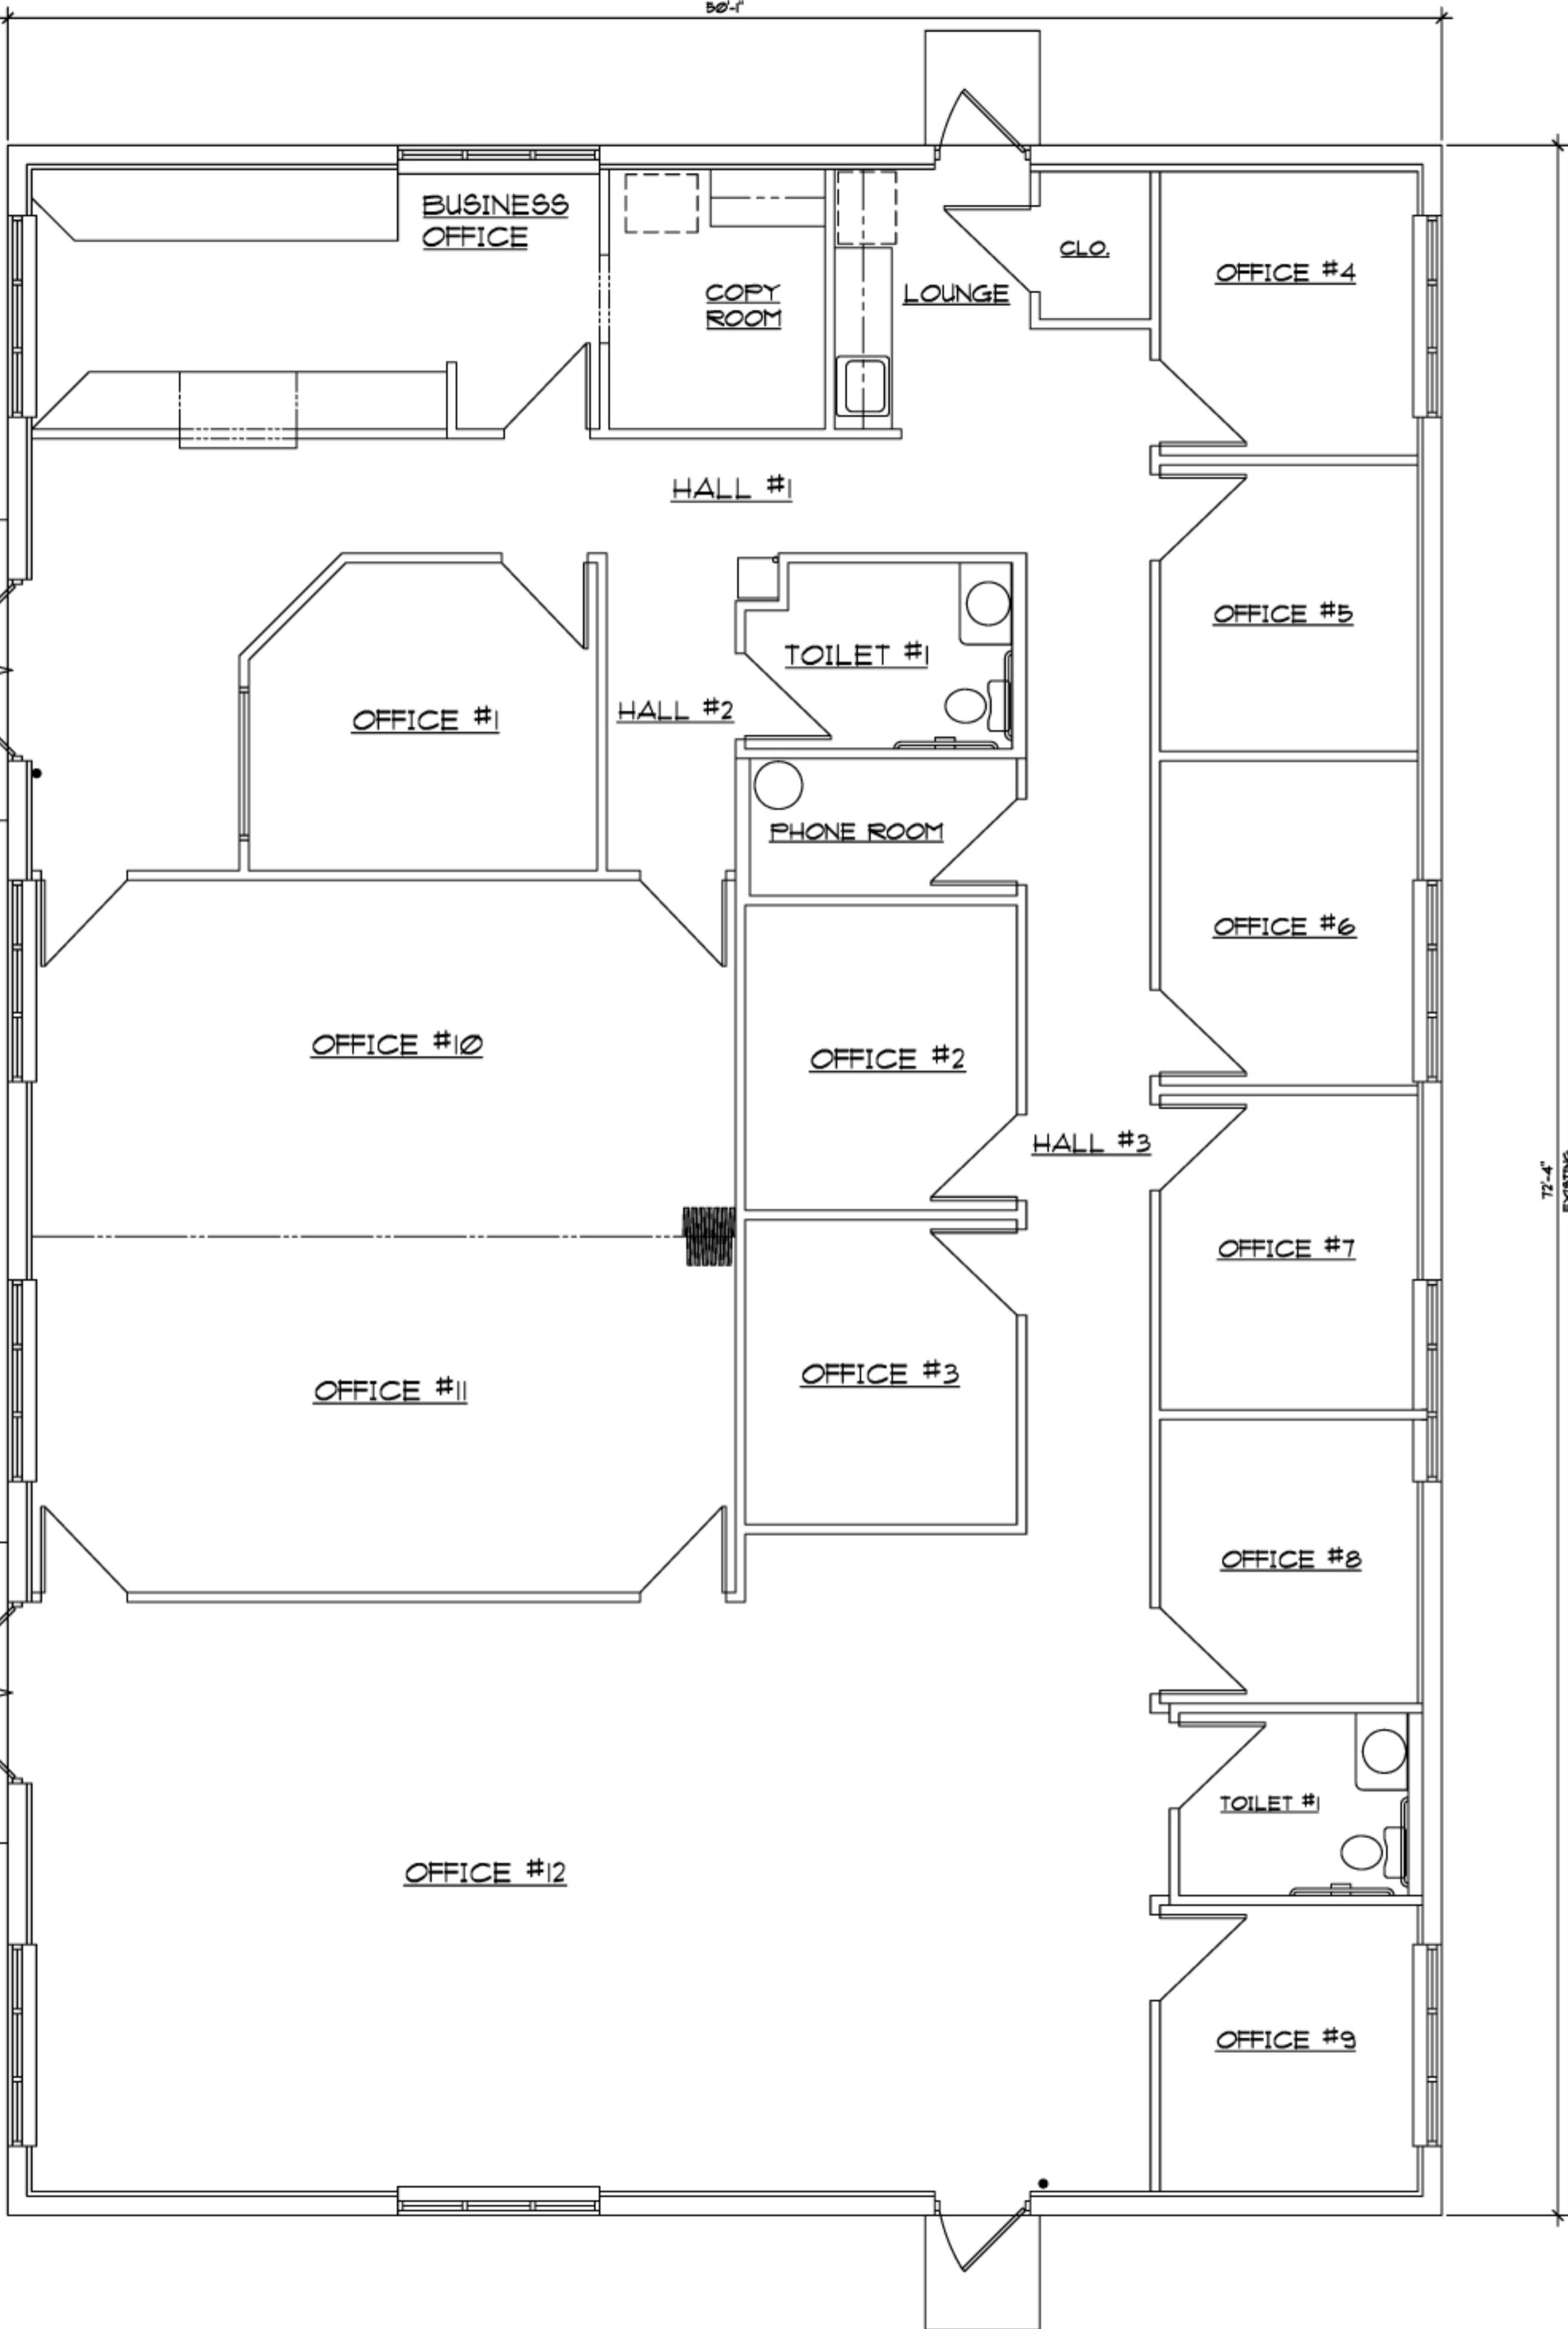 50'-1"
BUSINESS
OFFICE
COPY
ROOM
LOUNGE
CLO.
OFFICE #4
HALL #1
OFFICE #5
TOILET #1
HALL #2
OFFICE #1
PHONE ROOM
OFFICE #6
OFFICE #10
OFFICE #2
HALL #3
72'-4"
EXISTING
OFFICE #7
OFFICE #3
OFFICE #11
OFFICE #8
TOILET #1
OFFICE #12
OFFICE #9